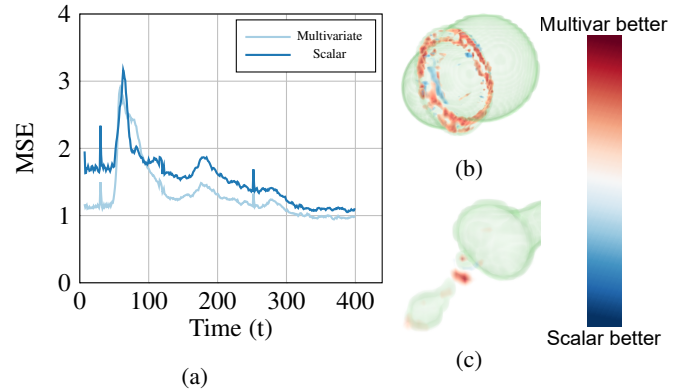 4
3
2
1
0
0
100
200
300
400
MSE
Time (t)
Multivariate
Scalar
(a)
(b)
(c)
Multivar better
Scalar better